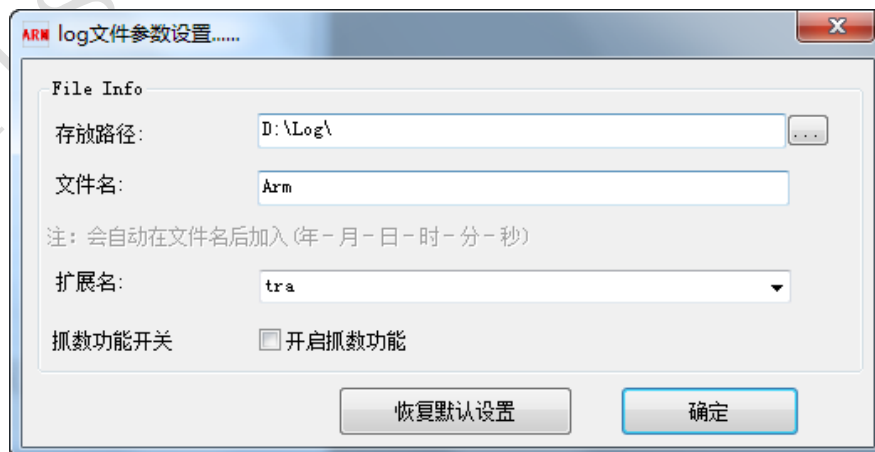 ARM log文件参数设置......
File Info
存放路径: D:\Log\ ...
文件名: Arm
注: 会自动在文件名后加入(年-月-日-时-分-秒)
扩展名: tra
抓数功能开关 开启抓数功能
恢复默认设置 确定